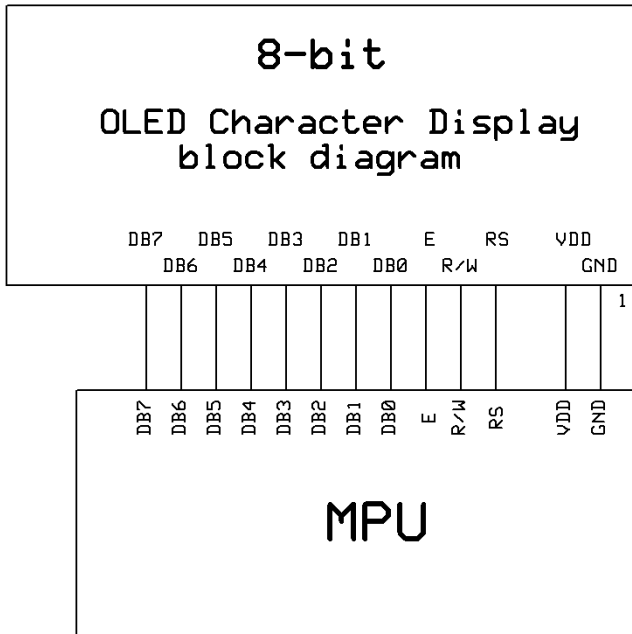 8-bit
OLED Character Display
block diagram
DB7 DB5 DB3 DB1 E RS VDD
DB6 DB4 DB2 DB0 R/W GND
1
DB7 DB6 DB5 DB4 DB3 DB2 DB1 DB0 E R/W RS VDD GND
MPU